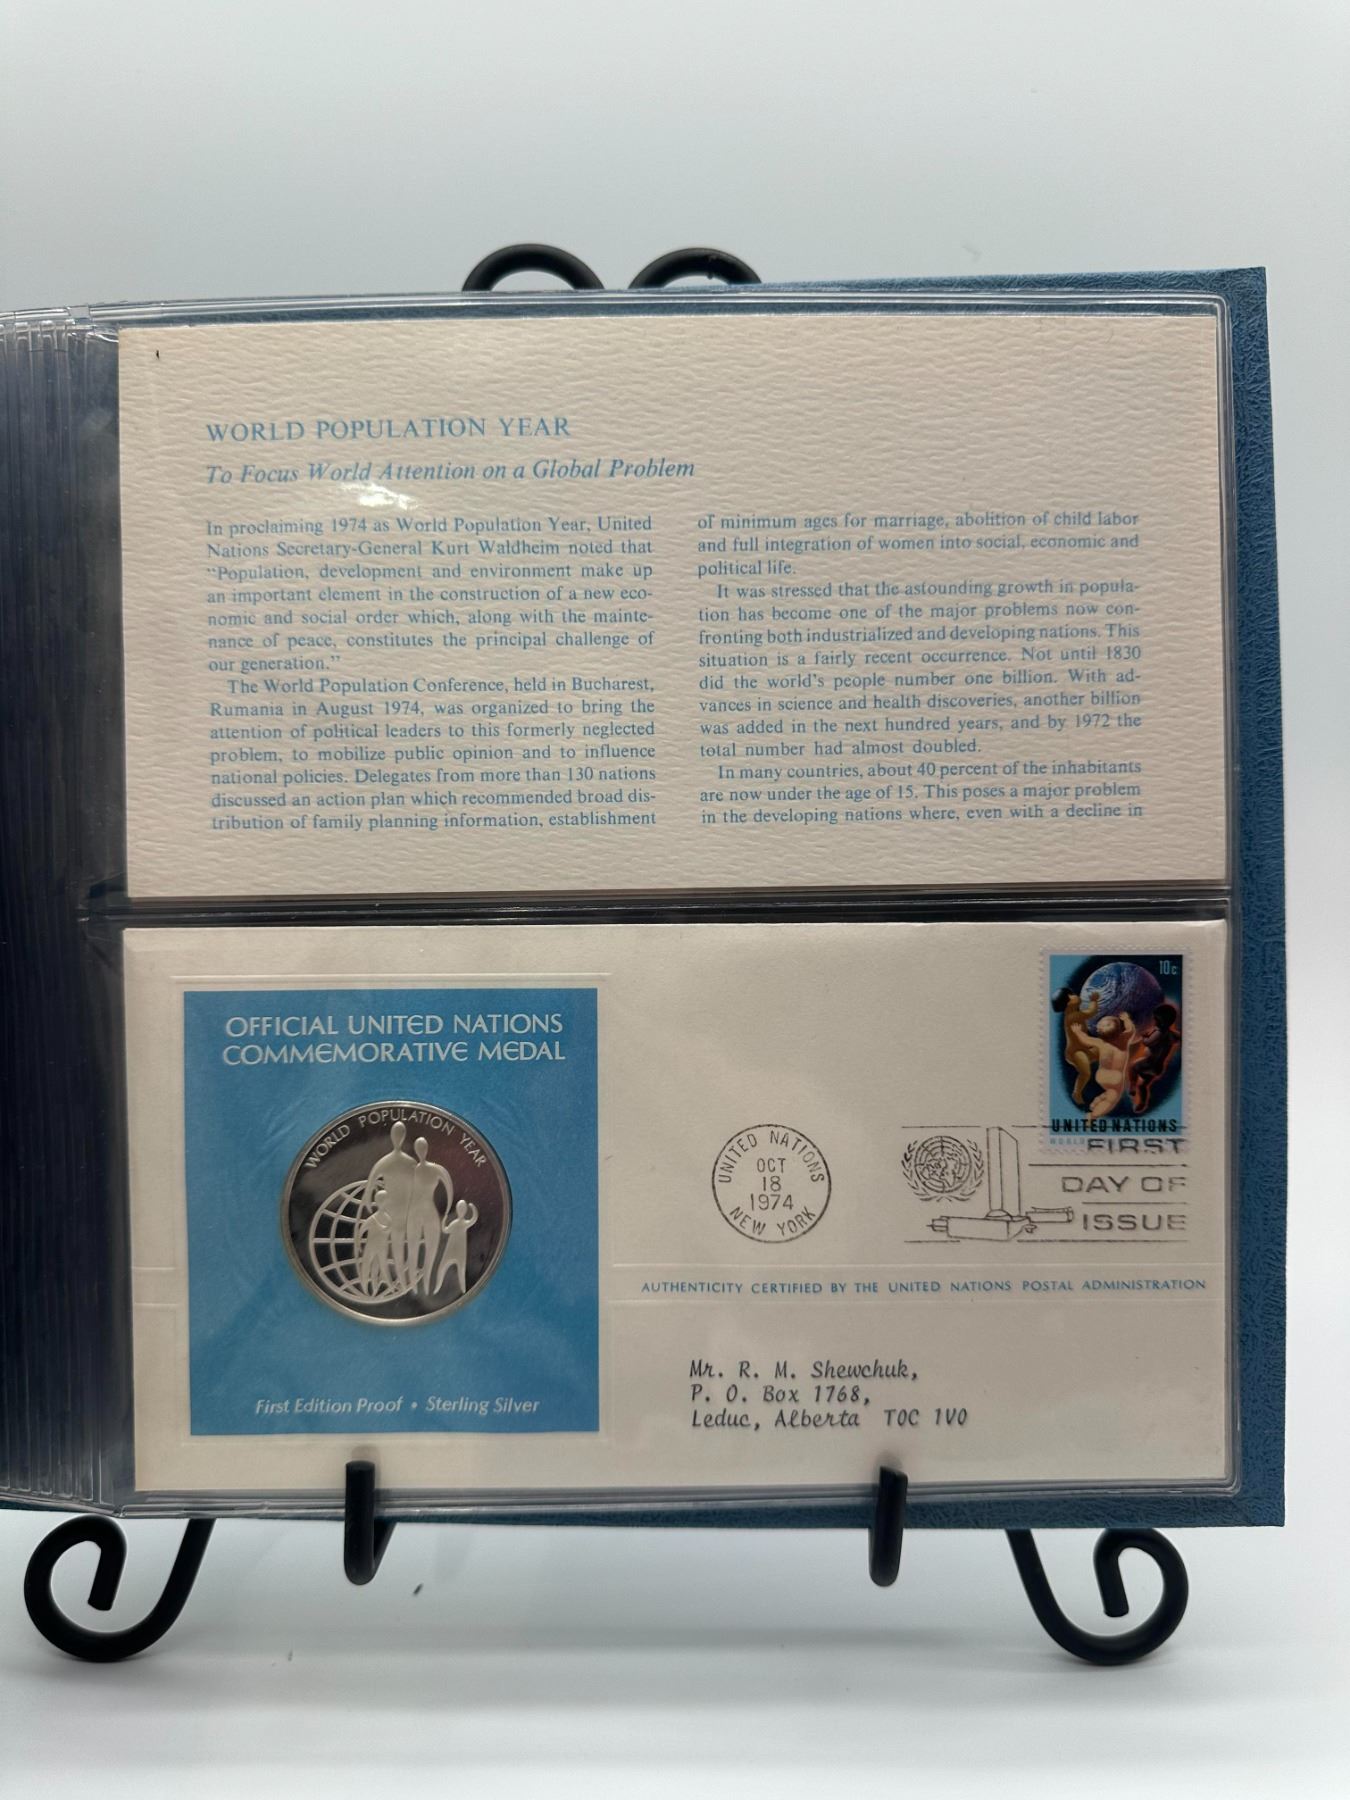 WORLD POPULATION YEAR
To Focus World Attention on a Global Problem
In proclaiming 1974 as World Population Year, United
Nations Secretary-General Kurt Waldheim noted that
"Population, development and environment make up
an important element in the construction of a new eco-
nomic and social order which, along with the mainte-
nance of peace, constitutes the principal challenge of
our generation."
The World Population Conference, held in Bucharest,
Rumania in August 1974, was organized to bring the
attention of political leaders to this formerly neglected
problem, to mobilize public opinion and to influence
national policies. Delegates from more than 130 nations
discussed an action plan which recommended broad dis-
tribution of family planning information, establishment
of minimum ages for marriage, abolition of child labor
and full integration of women into social, economic and
political life.
It was stressed that the astounding growth in popula-
tion has become one of the major problems now con-
fronting both industrialized and developing nations. This
situation is a fairly recent occurrence. Not until 1830
did the world's people number one billion. With ad-
vances in science and health discoveries, another billion
was added in the next hundred years, and by 1972 the
total number had almost doubled.
In many countries, about 40 percent of the inhabitants
are now under the age of 15. This poses a major problem
in the developing nations where, even with a decline in
OFFICIAL UNITED NATIONS
COMMEMORATIVE MEDAL
WORLD POPULATION YEAR
First Edition Proof • Sterling Silver
10c
UNITED NATIONS
WORLD
UNITED NATIONS
OCT
18
1974
NEW YORK
FIRST
DAY OF
ISSUE
AUTHENTICITY CERTIFIED BY THE UNITED NATIONS POSTAL ADMINISTRATION
Mr. R. M. Shewchuk,
P. O. Box 1768,
Leduc, Alberta TOC 1VO